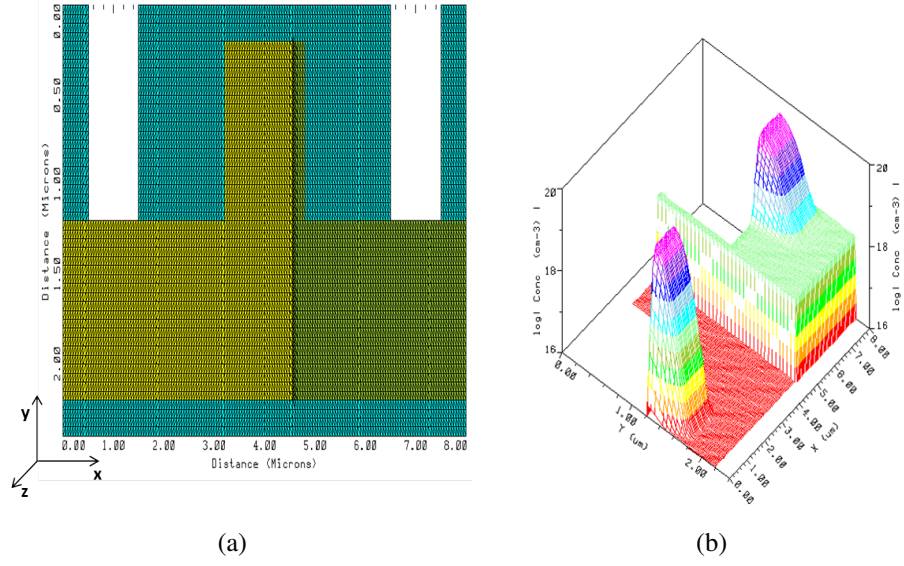 0.00
0.50
1.00
1.50
2.00
Distance (Microns)
0.00 1.00 2.00 3.00 4.00 5.00 6.00 7.00 8.00
Distance (Microns)
y
x
z
(a)
20
18
16
log| Conc (cm-3) |
20
18
16
log| Conc (cm-3) |
0.00
1.00
2.00
Y (um)
0.00
1.00
2.00
3.00
4.00
5.00
6.00
7.00
8.00
X (um)
(b)